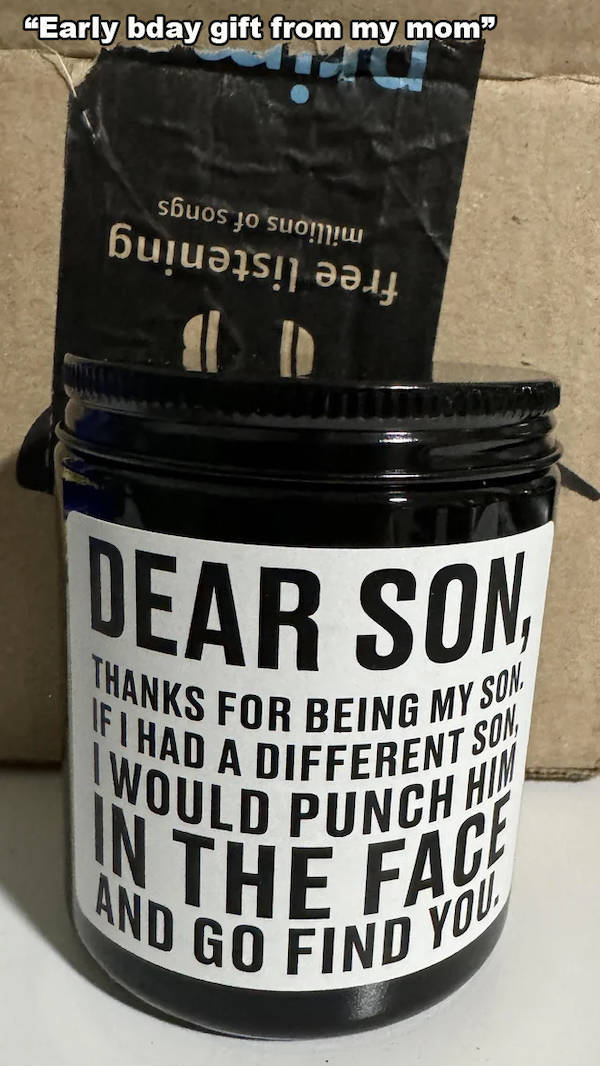 “Early bday gift from my mom”
prime
free listening
millions of songs
DEAR SON,
THANKS FOR BEING MY SON.
IF I HAD A DIFFERENT SON,
I WOULD PUNCH HIM
IN THE FACE
AND GO FIND YOU.